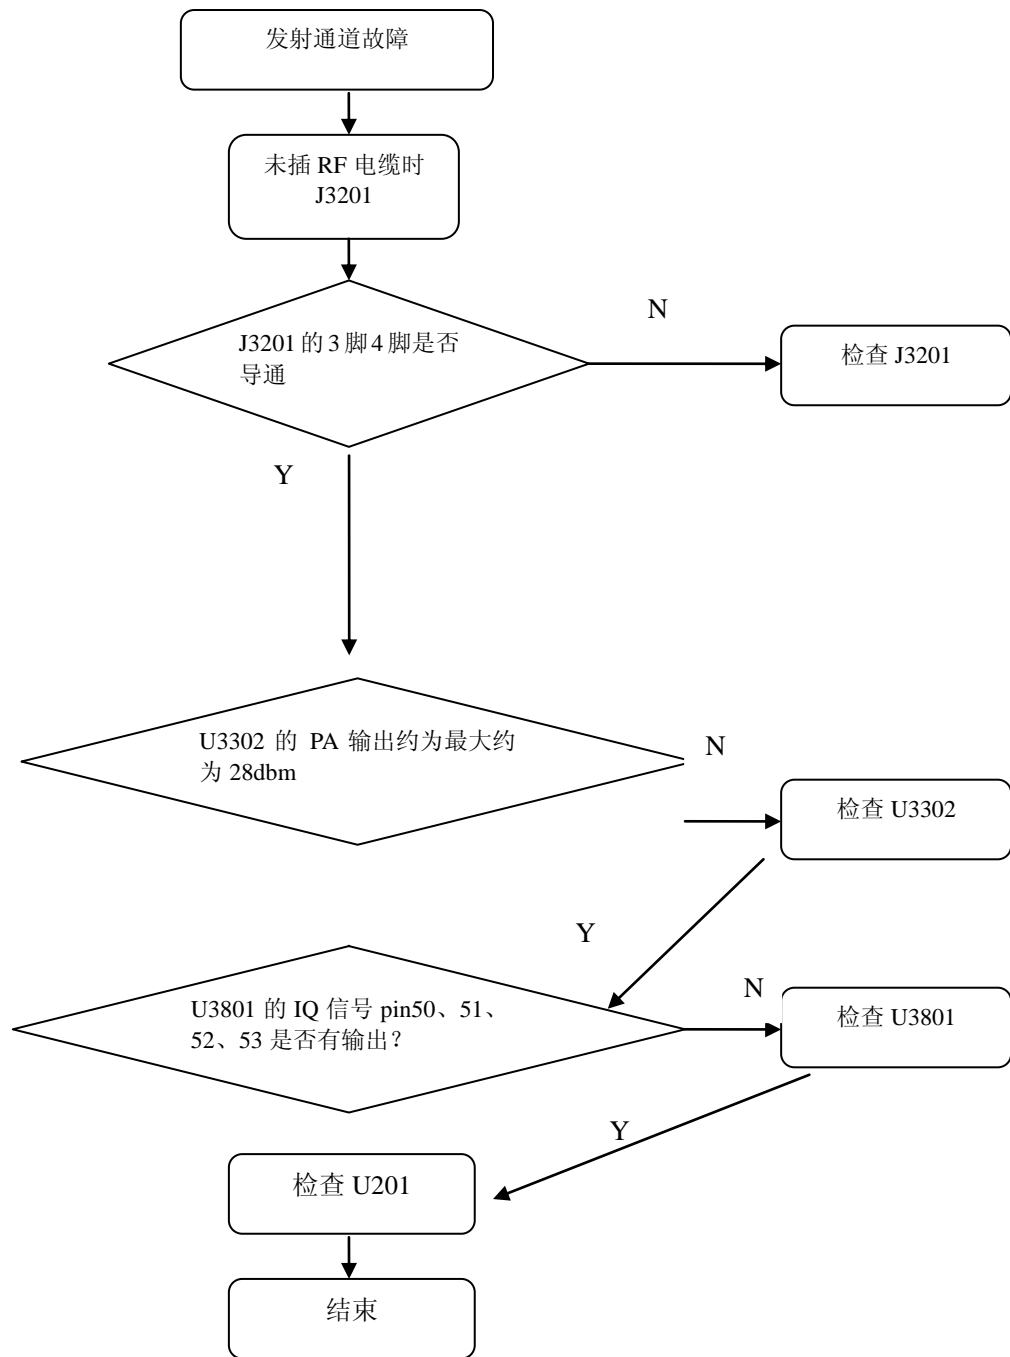 发射通道故障
未插 RF 电缆时
J3201
N
J3201 的 3 脚 4 脚是否
导通
检查 J3201
Y
U3302 的 PA 输出约为最大约
为 28dbm
N
检查 U3302
Y
U3801 的 IQ 信号 pin50、51、
52、53 是否有输出？
N
检查 U3801
Y
检查 U201
结束